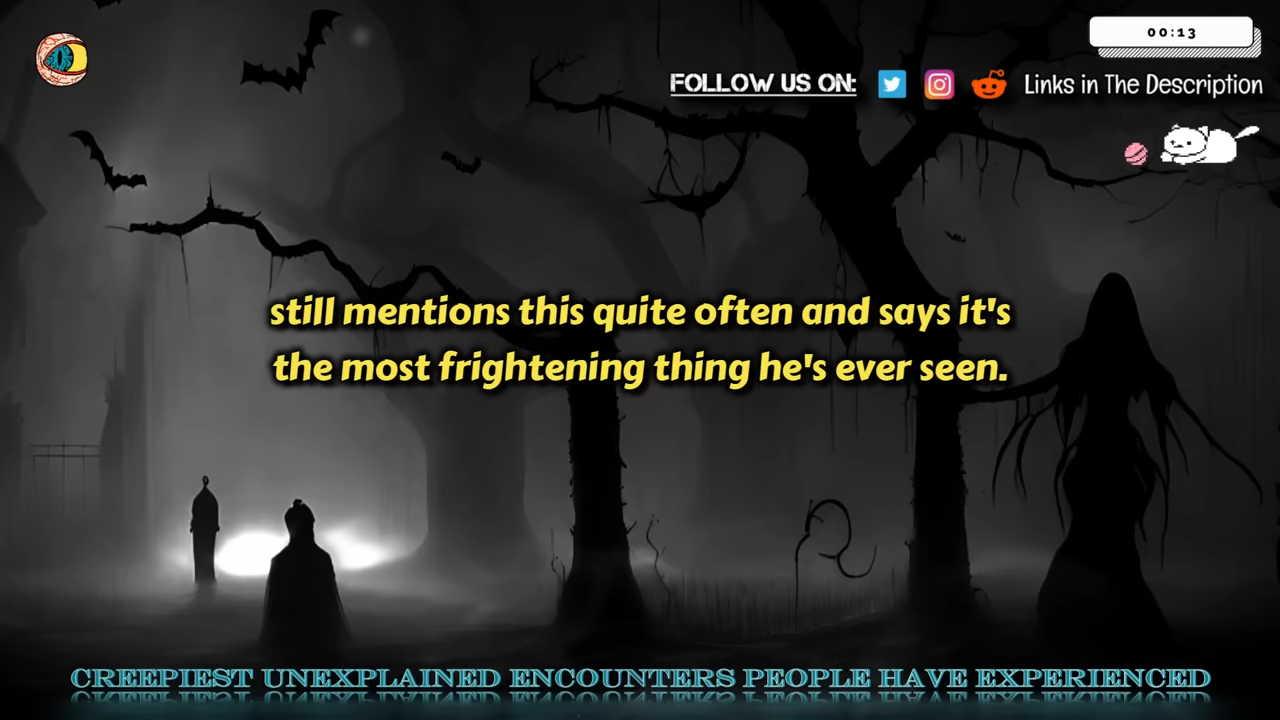 00:13
FOLLOW US ON: Links in The Description
still mentions this quite often and says it's
the most frightening thing he's ever seen.
CREEPIEST UNEXPLAINED ENCOUNTERS PEOPLE HAVE EXPERIENCED